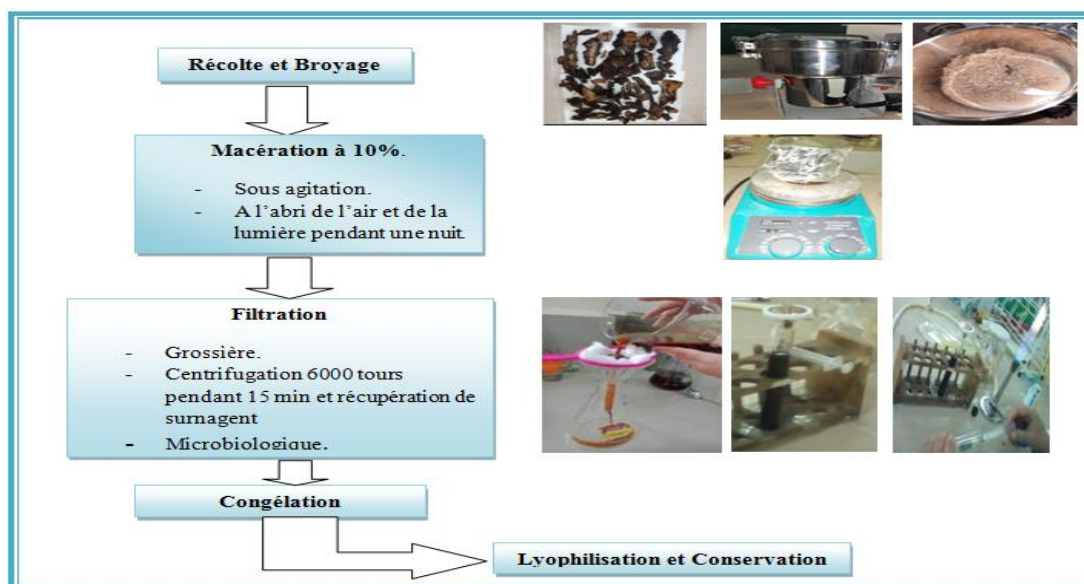 Récolte et Broyage
Macération à 10%.
- Sous agitation.
- A l'abri de l'air et de la
lumière pendant une nuit.
Filtration
- Grossière.
- Centrifugation 6000 tours
pendant 15 min et récupération de
surnagent
- Microbiologique.
Congélation
Lyophilisation et Conservation